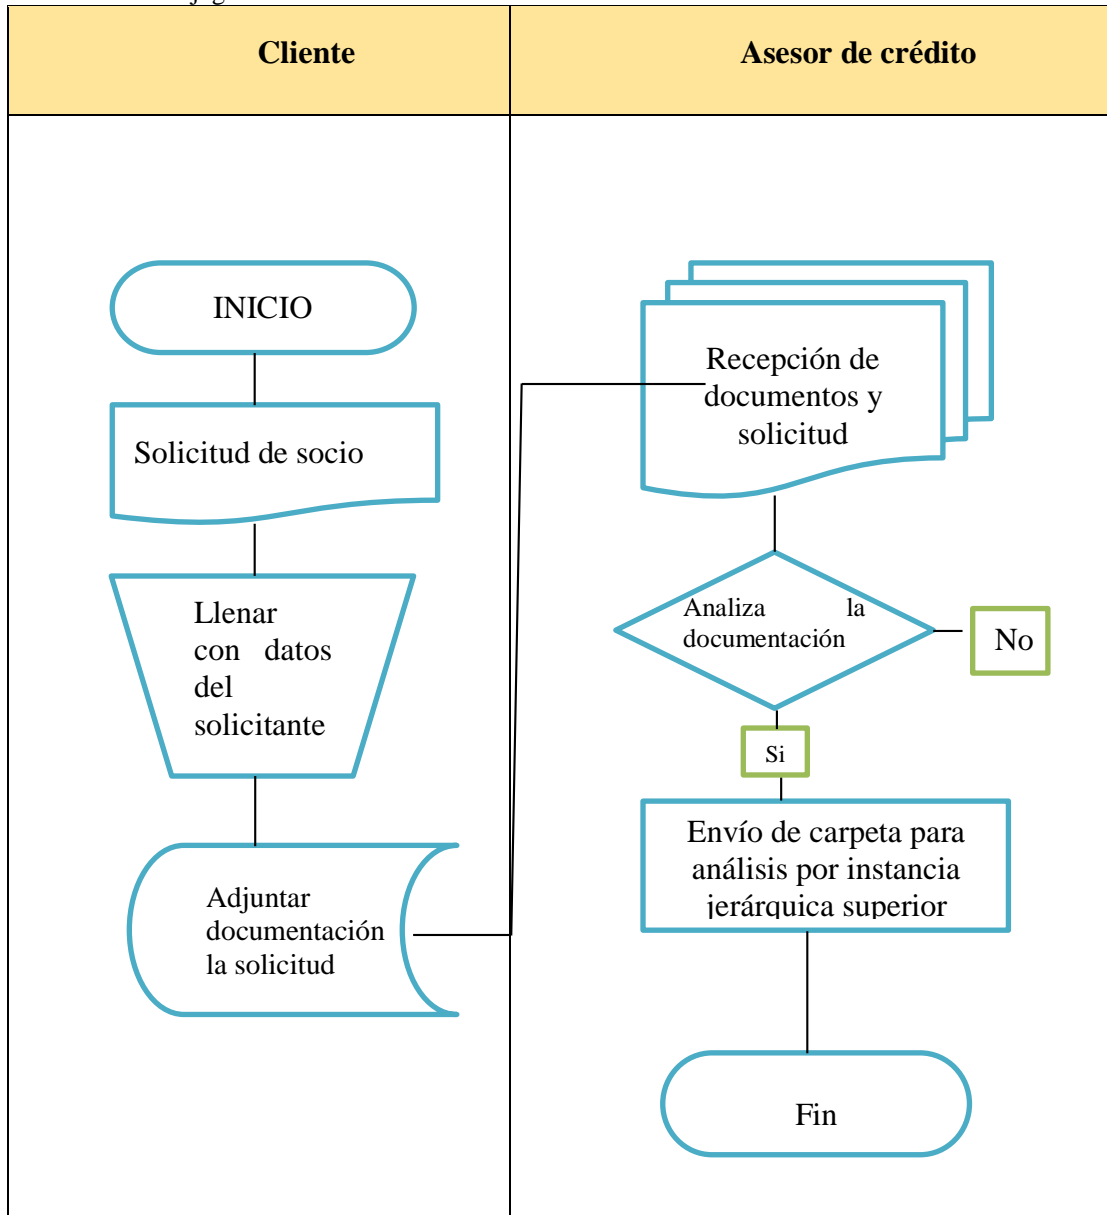 Cliente
Asesor de crédito
INICIO
Solicitud de socio
Llenar
con datos
del
solicitante
Adjuntar
documentación
la solicitud
Recepción de
documentos y
solicitud
Analiza la
documentación
No
Si
Envío de carpeta para
análisis por instancia
jerárquica superior
Fin